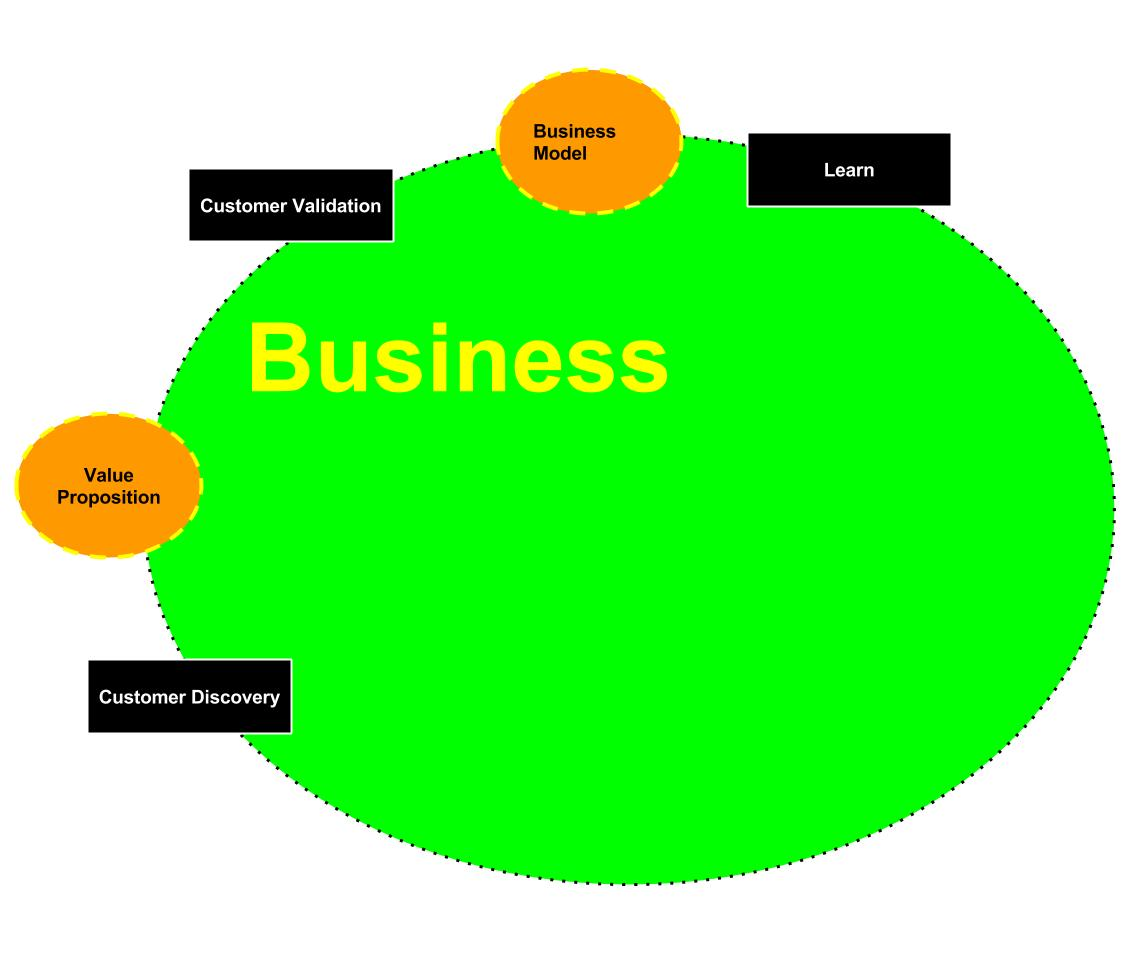 Business
Model
Learn
Customer Validation
Business
Value
Proposition
Customer Discovery